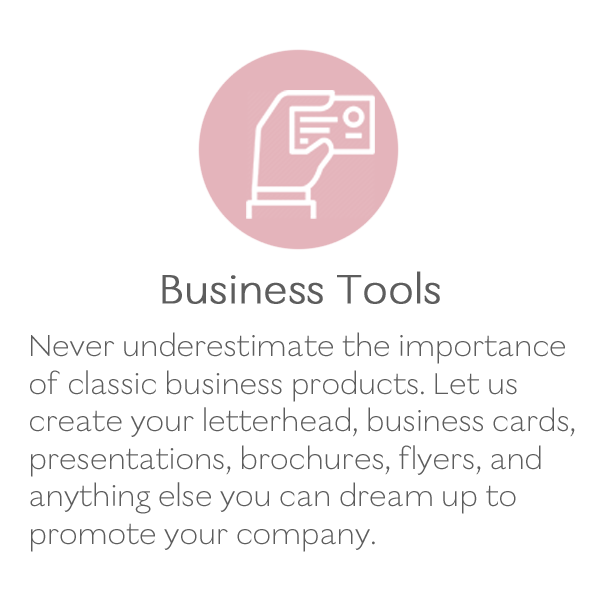 Business Tools
Never underestimate the importance
of classic business products. Let us
create your letterhead, business cards,
presentations, brochures, flyers, and
anything else you can dream up to
promote your company.